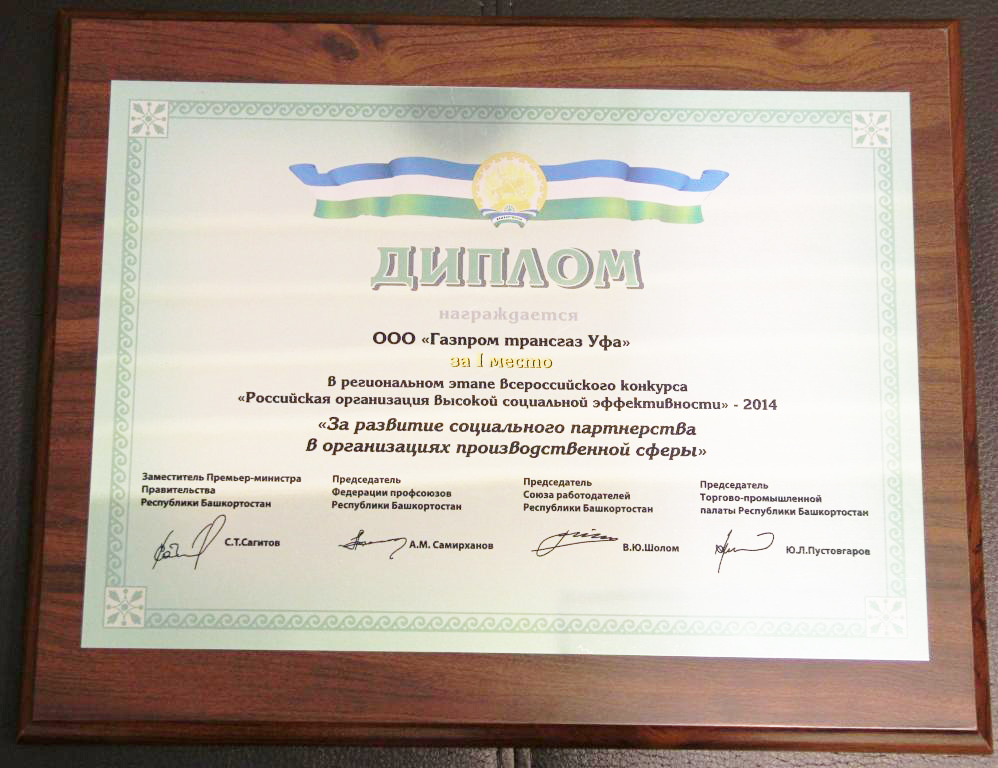 ДИПЛОМ
награждается
ООО «Газпром трансгаз Уфа»
за I место
в региональном этапе Всероссийского конкурса
«Российская организация высокой социальной эффективности» - 2014
«За развитие социального партнерства
в организациях производственной сферы»
Заместитель Премьер-министра
Правительства
Республики Башкортостан
С.Т.Сагитов
Председатель
Федерации профсоюзов
Республики Башкортостан
А.М. Самирханов
Председатель
Союза работодателей
Республики Башкортостан
В.Ю.Шолом
Председатель
Торгово-промышленной
палаты Республики Башкортостан
Ю.Л.Пустовгаров